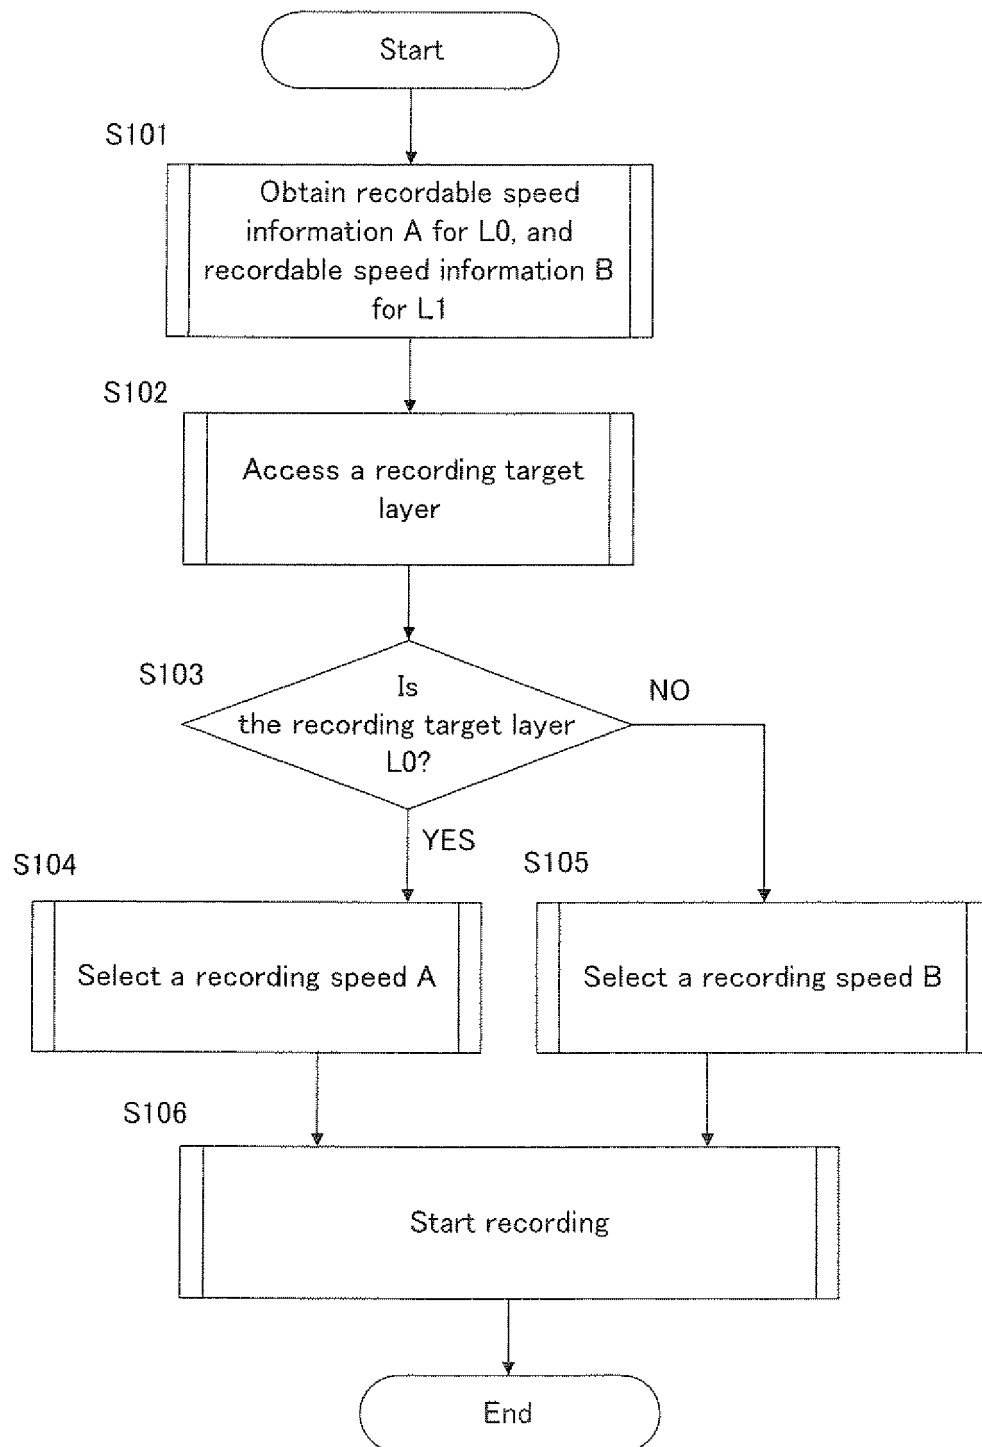 Start
S101
Obtain recordable speed
information A for L0, and
recordable speed information B
for L1
S102
Access a recording target
layer
S103
Is
the recording target layer
L0?
NO
YES
S104
Select a recording speed A
S105
Select a recording speed B
S106
Start recording
End